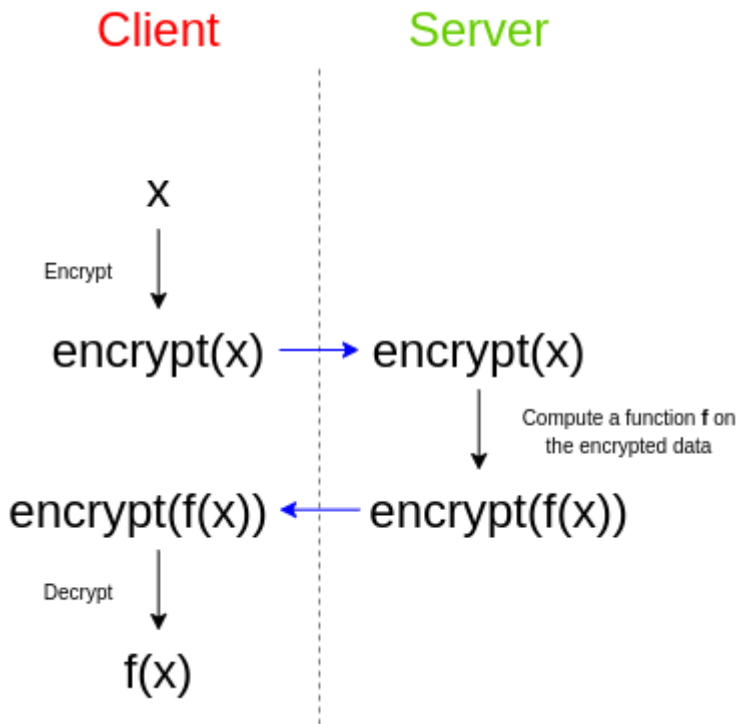 Client
Server
x
Encrypt
encrypt(x)
encrypt(x)
Compute a function f on
the encrypted data
encrypt(f(x))
encrypt(f(x))
Decrypt
f(x)